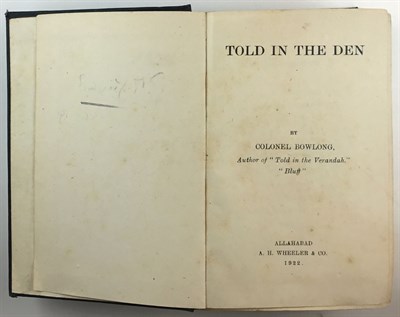 TOLD IN THE DEN
BY
COLONEL BOWLONG,
Author of "Told in the Verandah,"
"Bluff"
ALLAHABAD
A. H. WHEELER & CO.
1922.